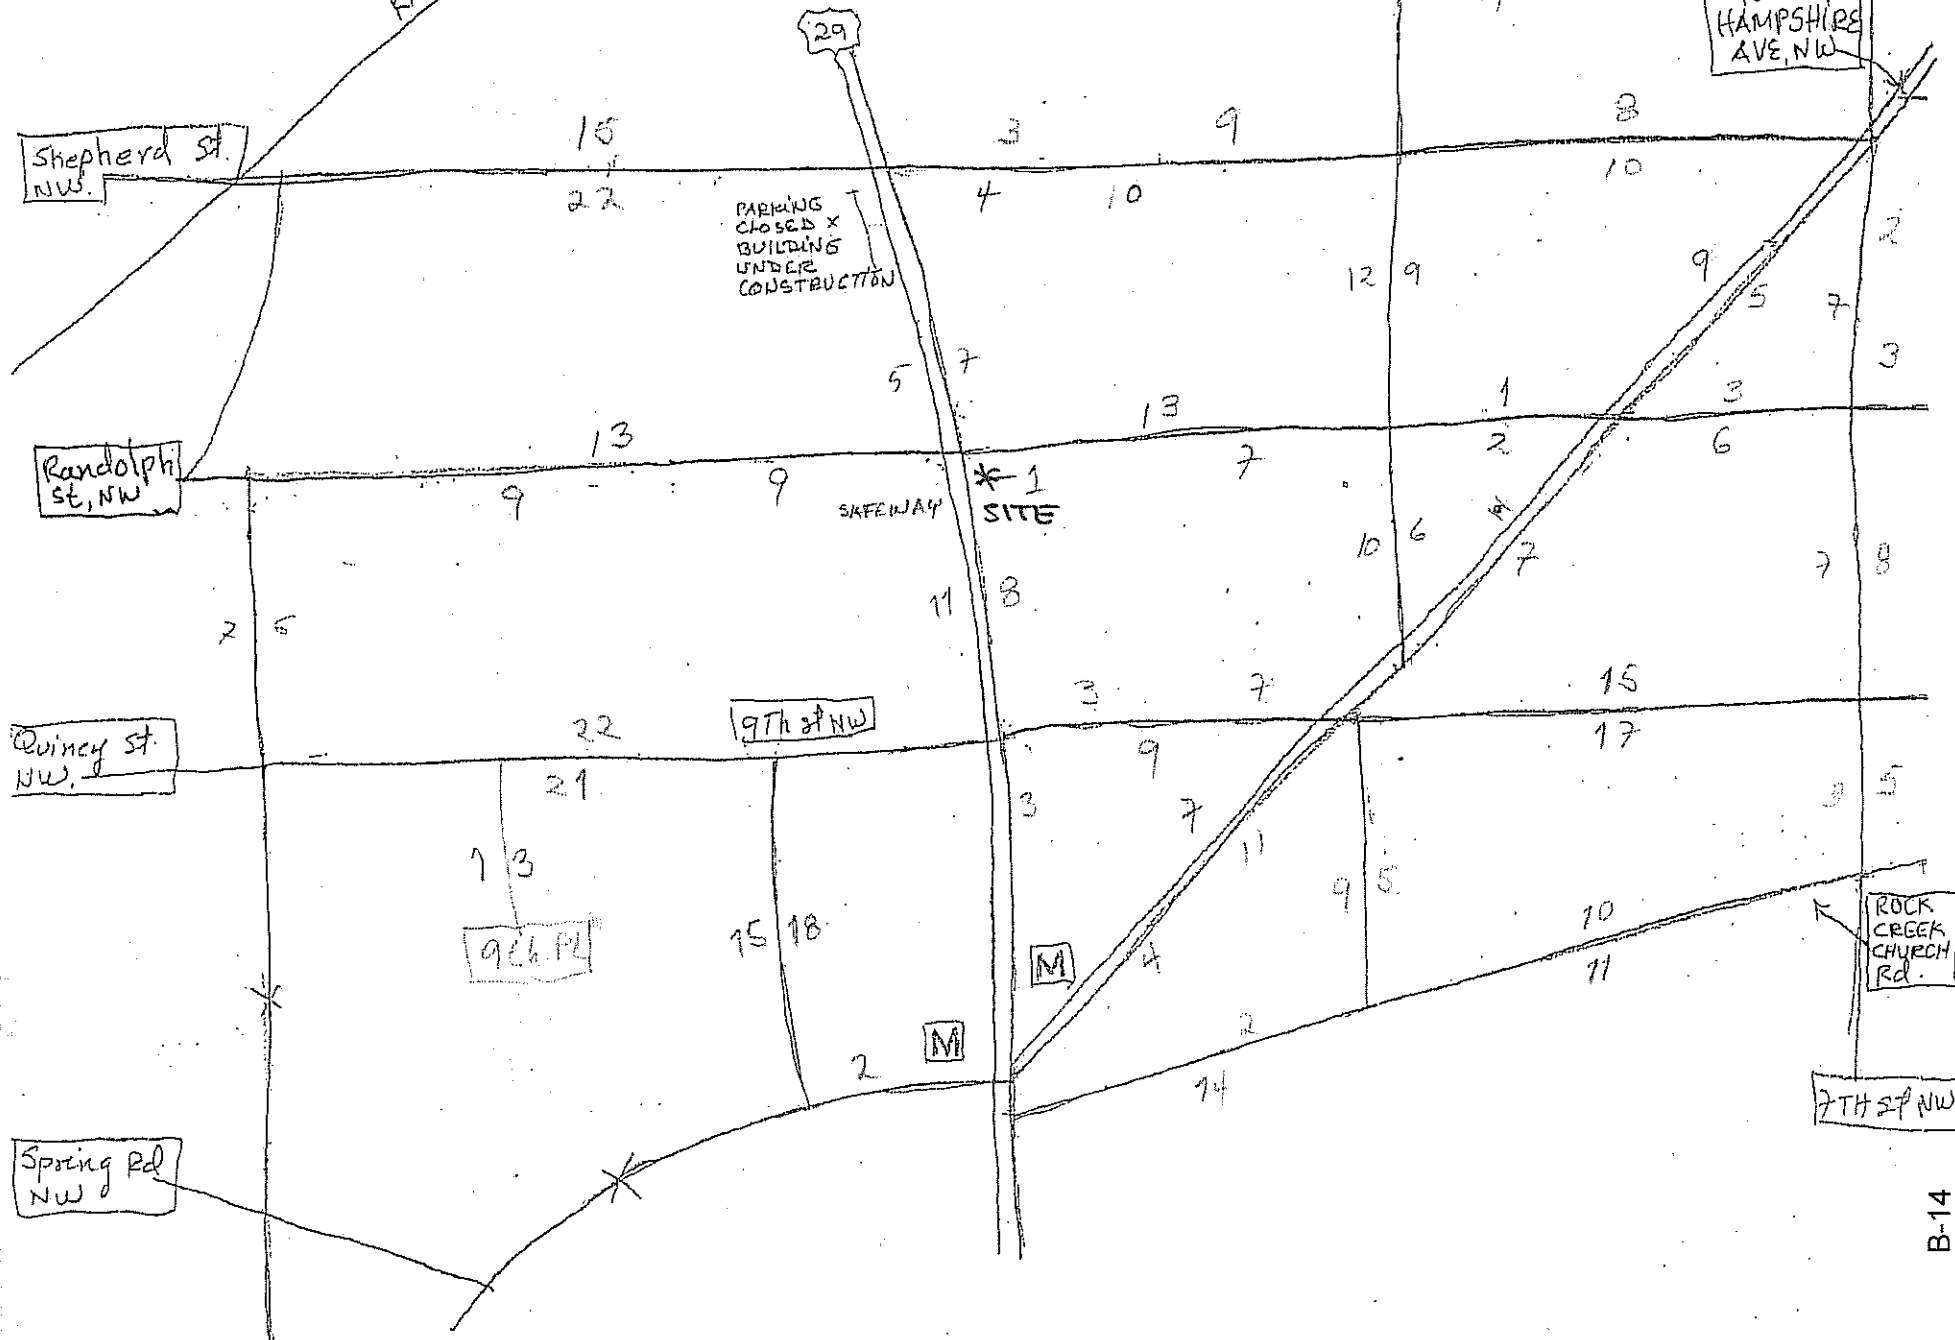 29
HAMPSHIRE
AVE, NW
Shepherd St.
NW.
15
3
9
8
22
4
10
10
PARKING
CLOSED X
BUILDING
UNDER
CONSTRUCTION
2
12 9
9
5
7
3
5
7
13
13
1
3
Randolph
St, NW
9
9
7
2
6
SAFEWAY
1
SITE
10 6
7
7 8
11 8
7
3
7
15
Quincy St.
NW.
22
9Th st NW
9
17
21
3
7
11
5
1 3
9 5
9th Pl
15 18
M
4
10
11
ROCK
CREEK
CHURCH
Rd.
M
2
2
14
7TH ST NW
Spring Rd
NW
B-14